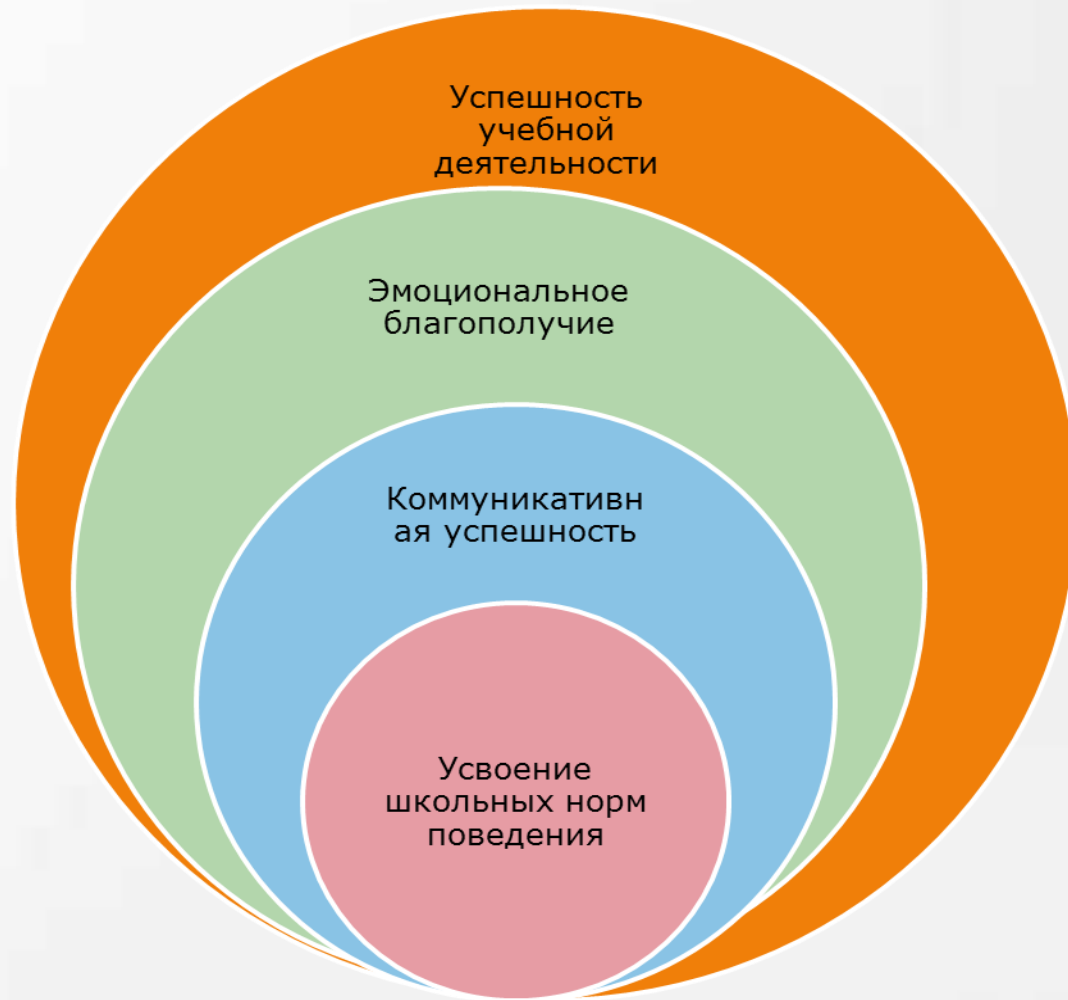 Успешность
учебной
деятельности
Эмоциональное
благополучие
Коммуникативн
ая успешность
Усвоение
школьных норм
поведения